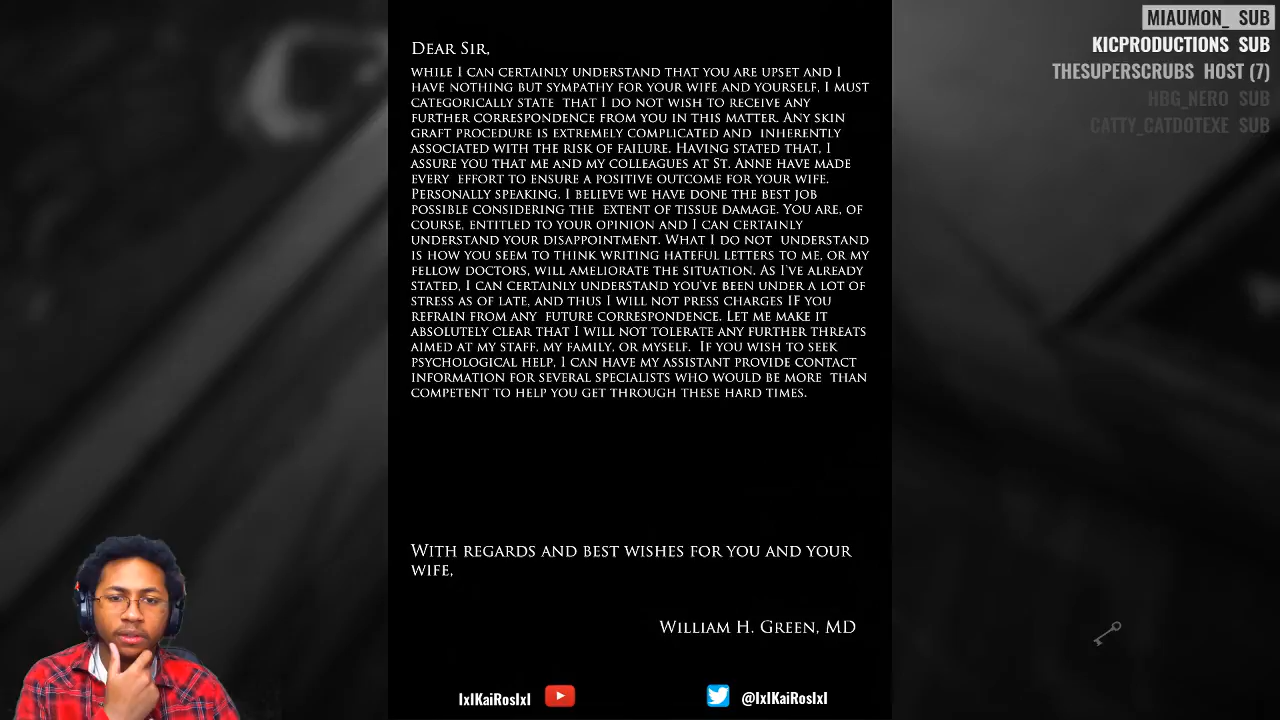 DEAR SIR,
WHILE I CAN CERTAINLY UNDERSTAND THAT YOU ARE UPSET AND I
HAVE NOTHING BUT SYMPATHY FOR YOUR WIFE AND YOURSELF, I MUST
CATEGORICALLY STATE THAT I DO NOT WISH TO RECEIVE ANY
FURTHER CORRESPONDENCE FROM YOU IN THIS MATTER. ANY SKIN
GRAFT PROCEDURE IS EXTREMELY COMPLICATED AND INHERENTLY
ASSOCIATED WITH THE RISK OF FAILURE. HAVING STATED THAT, I
ASSURE YOU THAT ME AND MY COLLEAGUES AT ST. ANNE HAVE MADE
EVERY EFFORT TO ENSURE A POSITIVE OUTCOME FOR YOUR WIFE.
PERSONALLY SPEAKING, I BELIEVE WE HAVE DONE THE BEST JOB
POSSIBLE CONSIDERING THE EXTENT OF TISSUE DAMAGE. YOU ARE, OF
COURSE, ENTITLED TO YOUR OPINION AND I CAN CERTAINLY
UNDERSTAND YOUR DISAPPOINTMENT. WHAT I DO NOT UNDERSTAND
IS HOW YOU SEEM TO THINK WRITING HATEFUL LETTERS TO ME, OR MY
FELLOW DOCTORS, WILL AMELIORATE THE SITUATION. AS I'VE ALREADY
STATED, I CAN CERTAINLY UNDERSTAND YOU'VE BEEN UNDER A LOT OF
STRESS AS OF LATE, AND THUS I WILL NOT PRESS CHARGES IF YOU
REFRAIN FROM ANY FUTURE CORRESPONDENCE. LET ME MAKE IT
ABSOLUTELY CLEAR THAT I WILL NOT TOLERATE ANY FURTHER THREATS
AIMED AT MY STAFF, MY FAMILY, OR MYSELF. IF YOU WISH TO SEEK
PSYCHOLOGICAL HELP, I CAN HAVE MY ASSISTANT PROVIDE CONTACT
INFORMATION FOR SEVERAL SPECIALISTS WHO WOULD BE MORE THAN
COMPETENT TO HELP YOU GET THROUGH THESE HARD TIMES.
WITH REGARDS AND BEST WISHES FOR YOU AND YOUR
WIFE,
WILLIAM H. GREEN, MD
IxIKaiRosIxI
@IxIKaiRosIxI
MIAUMON_ SUB
KICPRODUCTIONS SUB
THESUPERSCRUBS HOST (7)
HBG_NERO SUB
CATTY_CATDOTEXE SUB